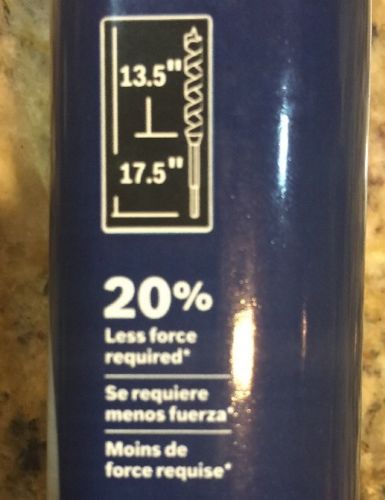 13.5"
17.5"
20%
Less force
required*
Se requiere
menos fuerza*
Moins de
force requise*